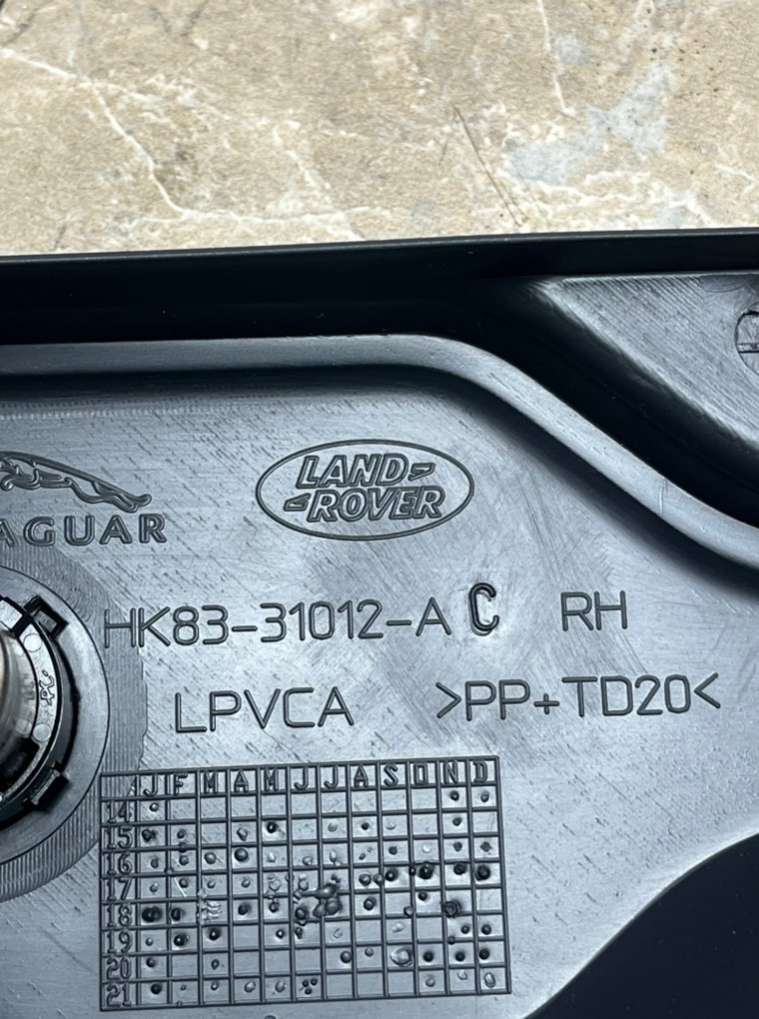 LAND
ROVER
AGUAR
HK83-31012-A C RH
LPVCA >PP+TD20<
J F M A M J J A S O N D
14
15
16
17
18
19
20
21